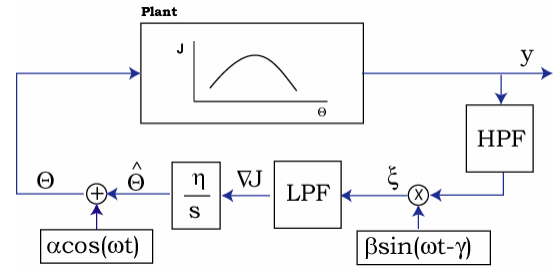 Plant
J
Θ
y
HPF
Θ
Θ̂
η
s
∇J
LPF
ξ
+
x
αcos(ωt)
βsin(ωt-γ)